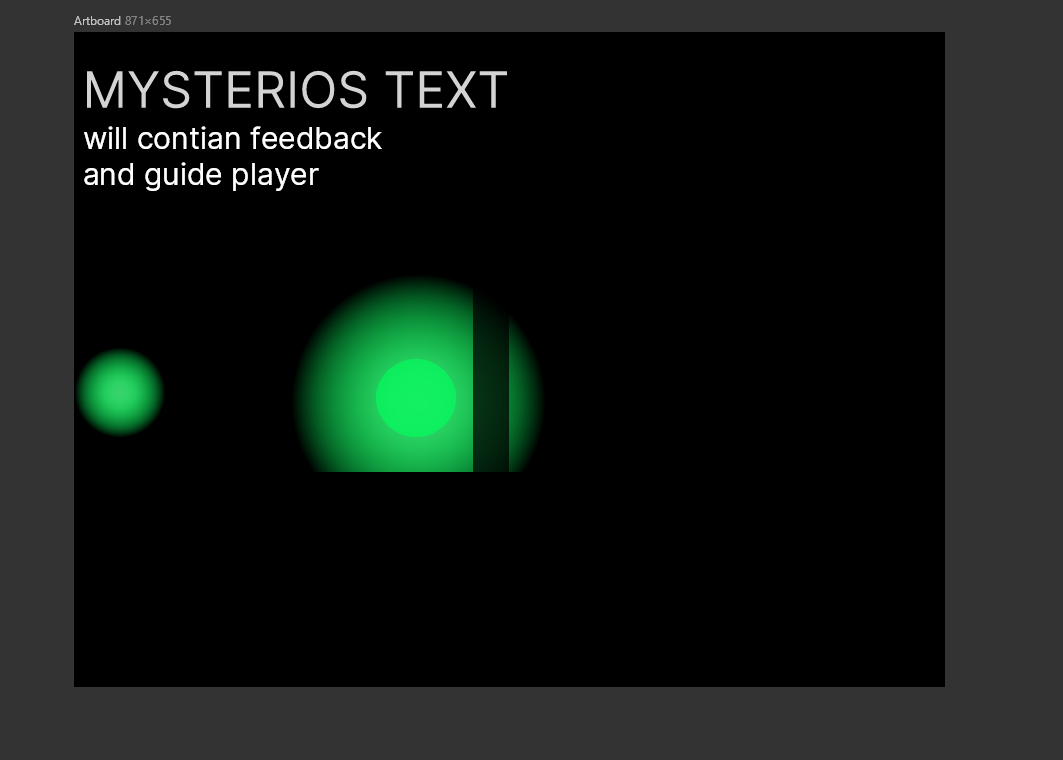 Artboard 871×655
MYSTERIOS TEXT
will contian feedback
and guide player